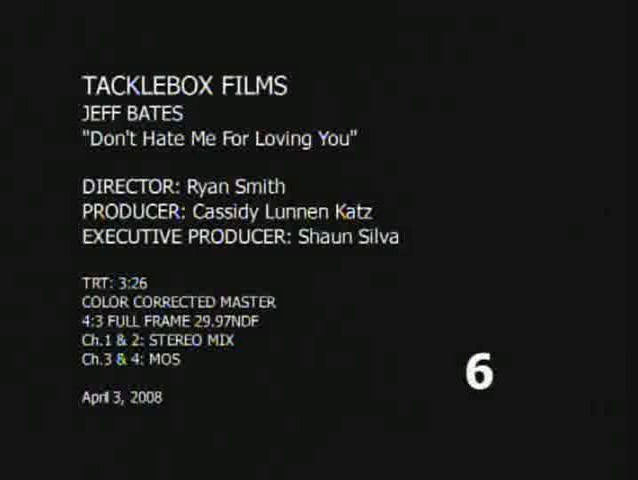 TACKLEBOX FILMS
JEFF BATES
"Don't Hate Me For Loving You"
DIRECTOR: Ryan Smith
PRODUCER: Cassidy Lunnen Katz
EXECUTIVE PRODUCER: Shaun Silva
TRT: 3:26
COLOR CORRECTED MASTER
4:3 FULL FRAME 29.97NDF
Ch.1 & 2: STEREO MIX
Ch.3 & 4: MOS
April 3, 2008
6